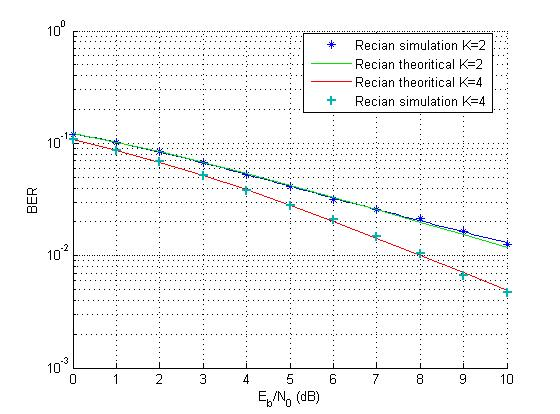 10^0
10^-1
10^-2
10^-3
BER
Recian simulation K=2
Recian theoritical K=2
Recian theoritical K=4
Recian simulation K=4
0 1 2 3 4 5 6 7 8 9 10
E_b/N_0 (dB)